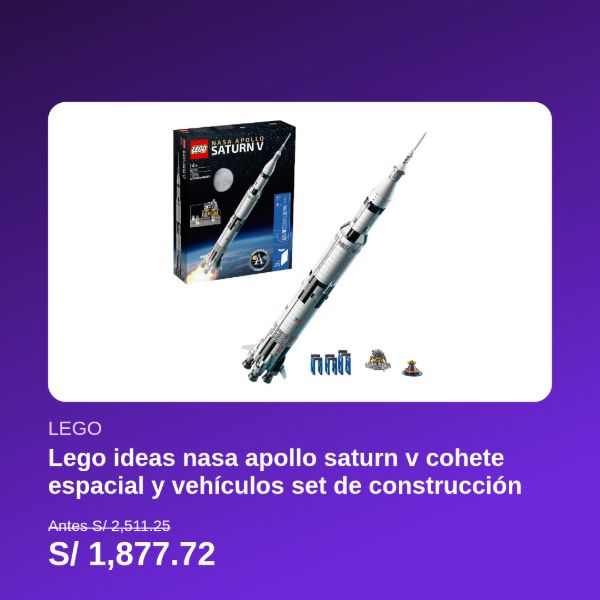 LEGO
NASA APOLLO
SATURN V
14+
LEGO
Lego ideas nasa apollo saturn v cohete
espacial y vehículos set de construcción
Antes S/ 2,511.25
S/ 1,877.72